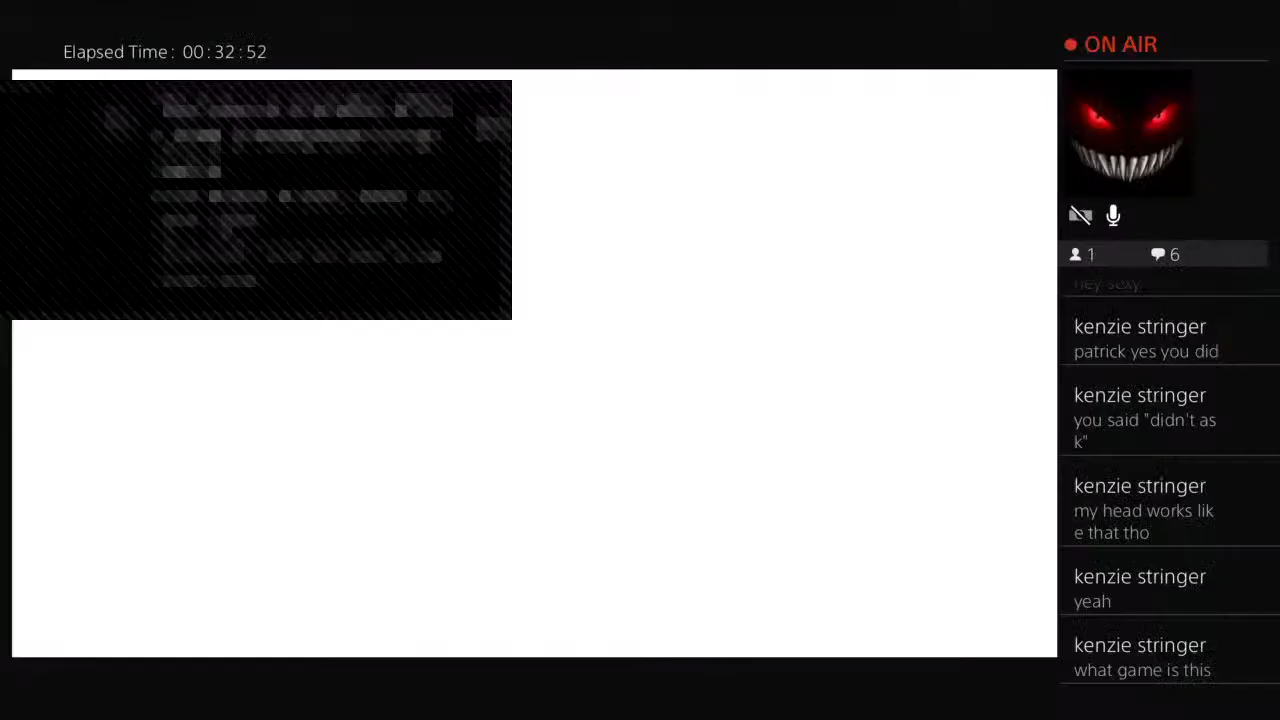 Elapsed Time: 00:32:52
ON AIR
1 6
hey sexy
kenzie stringer
patrick yes you did
kenzie stringer
you said "didn't as
k"
kenzie stringer
my head works lik
e that tho
kenzie stringer
yeah
kenzie stringer
what game is this